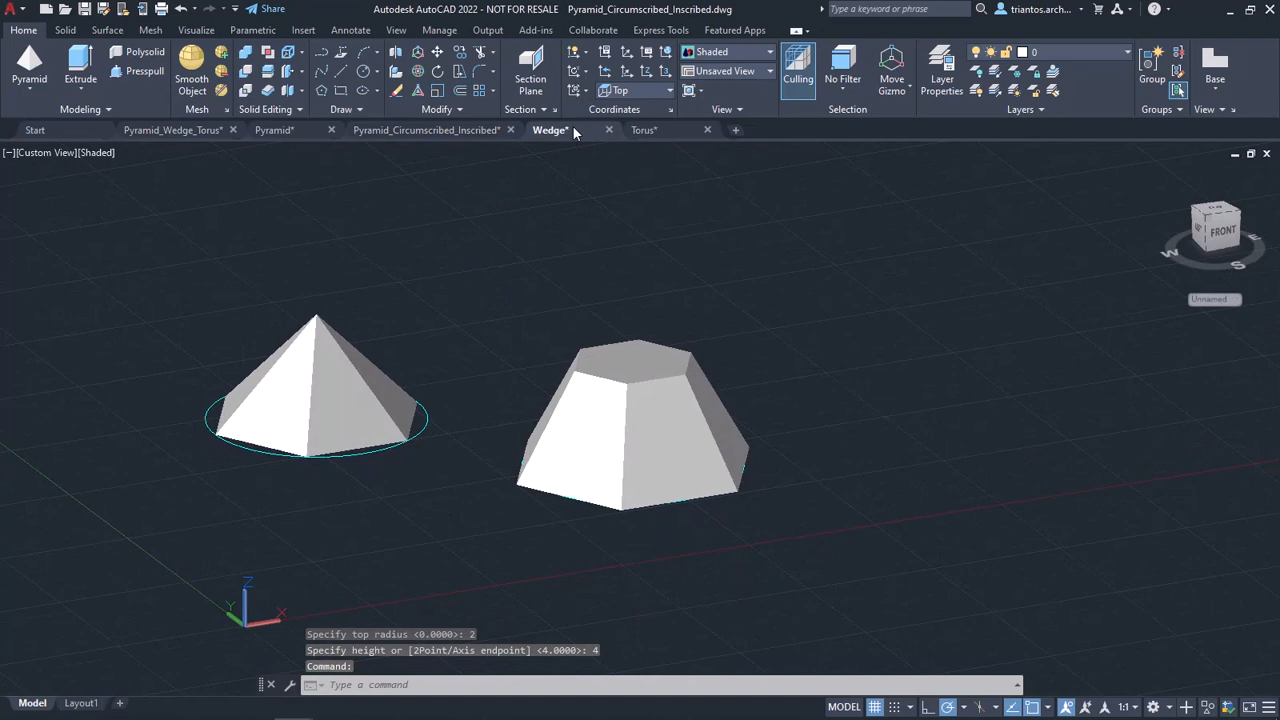 Share
Autodesk AutoCAD 2022 - NOT FOR RESALE Pyramid_Circumscribed_Inscribed.dwg
Type a keyword or phrase
triantos.arch...
Home Solid Surface Mesh Visualize Parametric Insert Annotate View Manage Output Add-ins Collaborate Express Tools Featured Apps
Pyramid
Extrude
Polysolid
Presspull
Smooth Object
Section Plane
Top
Shaded
Unsaved View
Culling
No Filter
Move Gizmo
Layer Properties
0
Group
Base
Modeling
Mesh
Solid Editing
Draw
Modify
Section
Coordinates
View
Selection
Layers
Groups
View
Start
Pyramid_Wedge_Torus*
Pyramid*
Pyramid_Circumscribed_Inscribed*
Wedge*
Torus*
[−][Custom View][Shaded]
FRONT
W
E
S
Unnamed
Z
Y
X
Specify top radius <0.0000>: 2
Specify height or [2Point/Axis endpoint] <4.0000>: 4
Command:
Type a command
Model
Layout1
MODEL
1:1